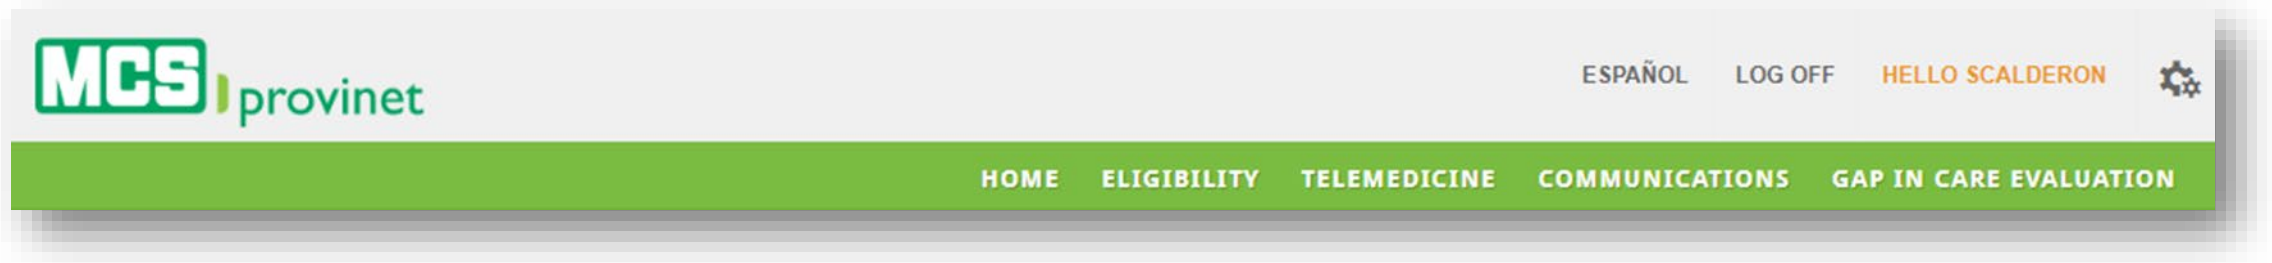 MCS provinet
ESPAÑOL LOG OFF HELLO SCALDERON
HOME ELIGIBILITY TELEMEDICINE COMMUNICATIONS GAP IN CARE EVALUATION